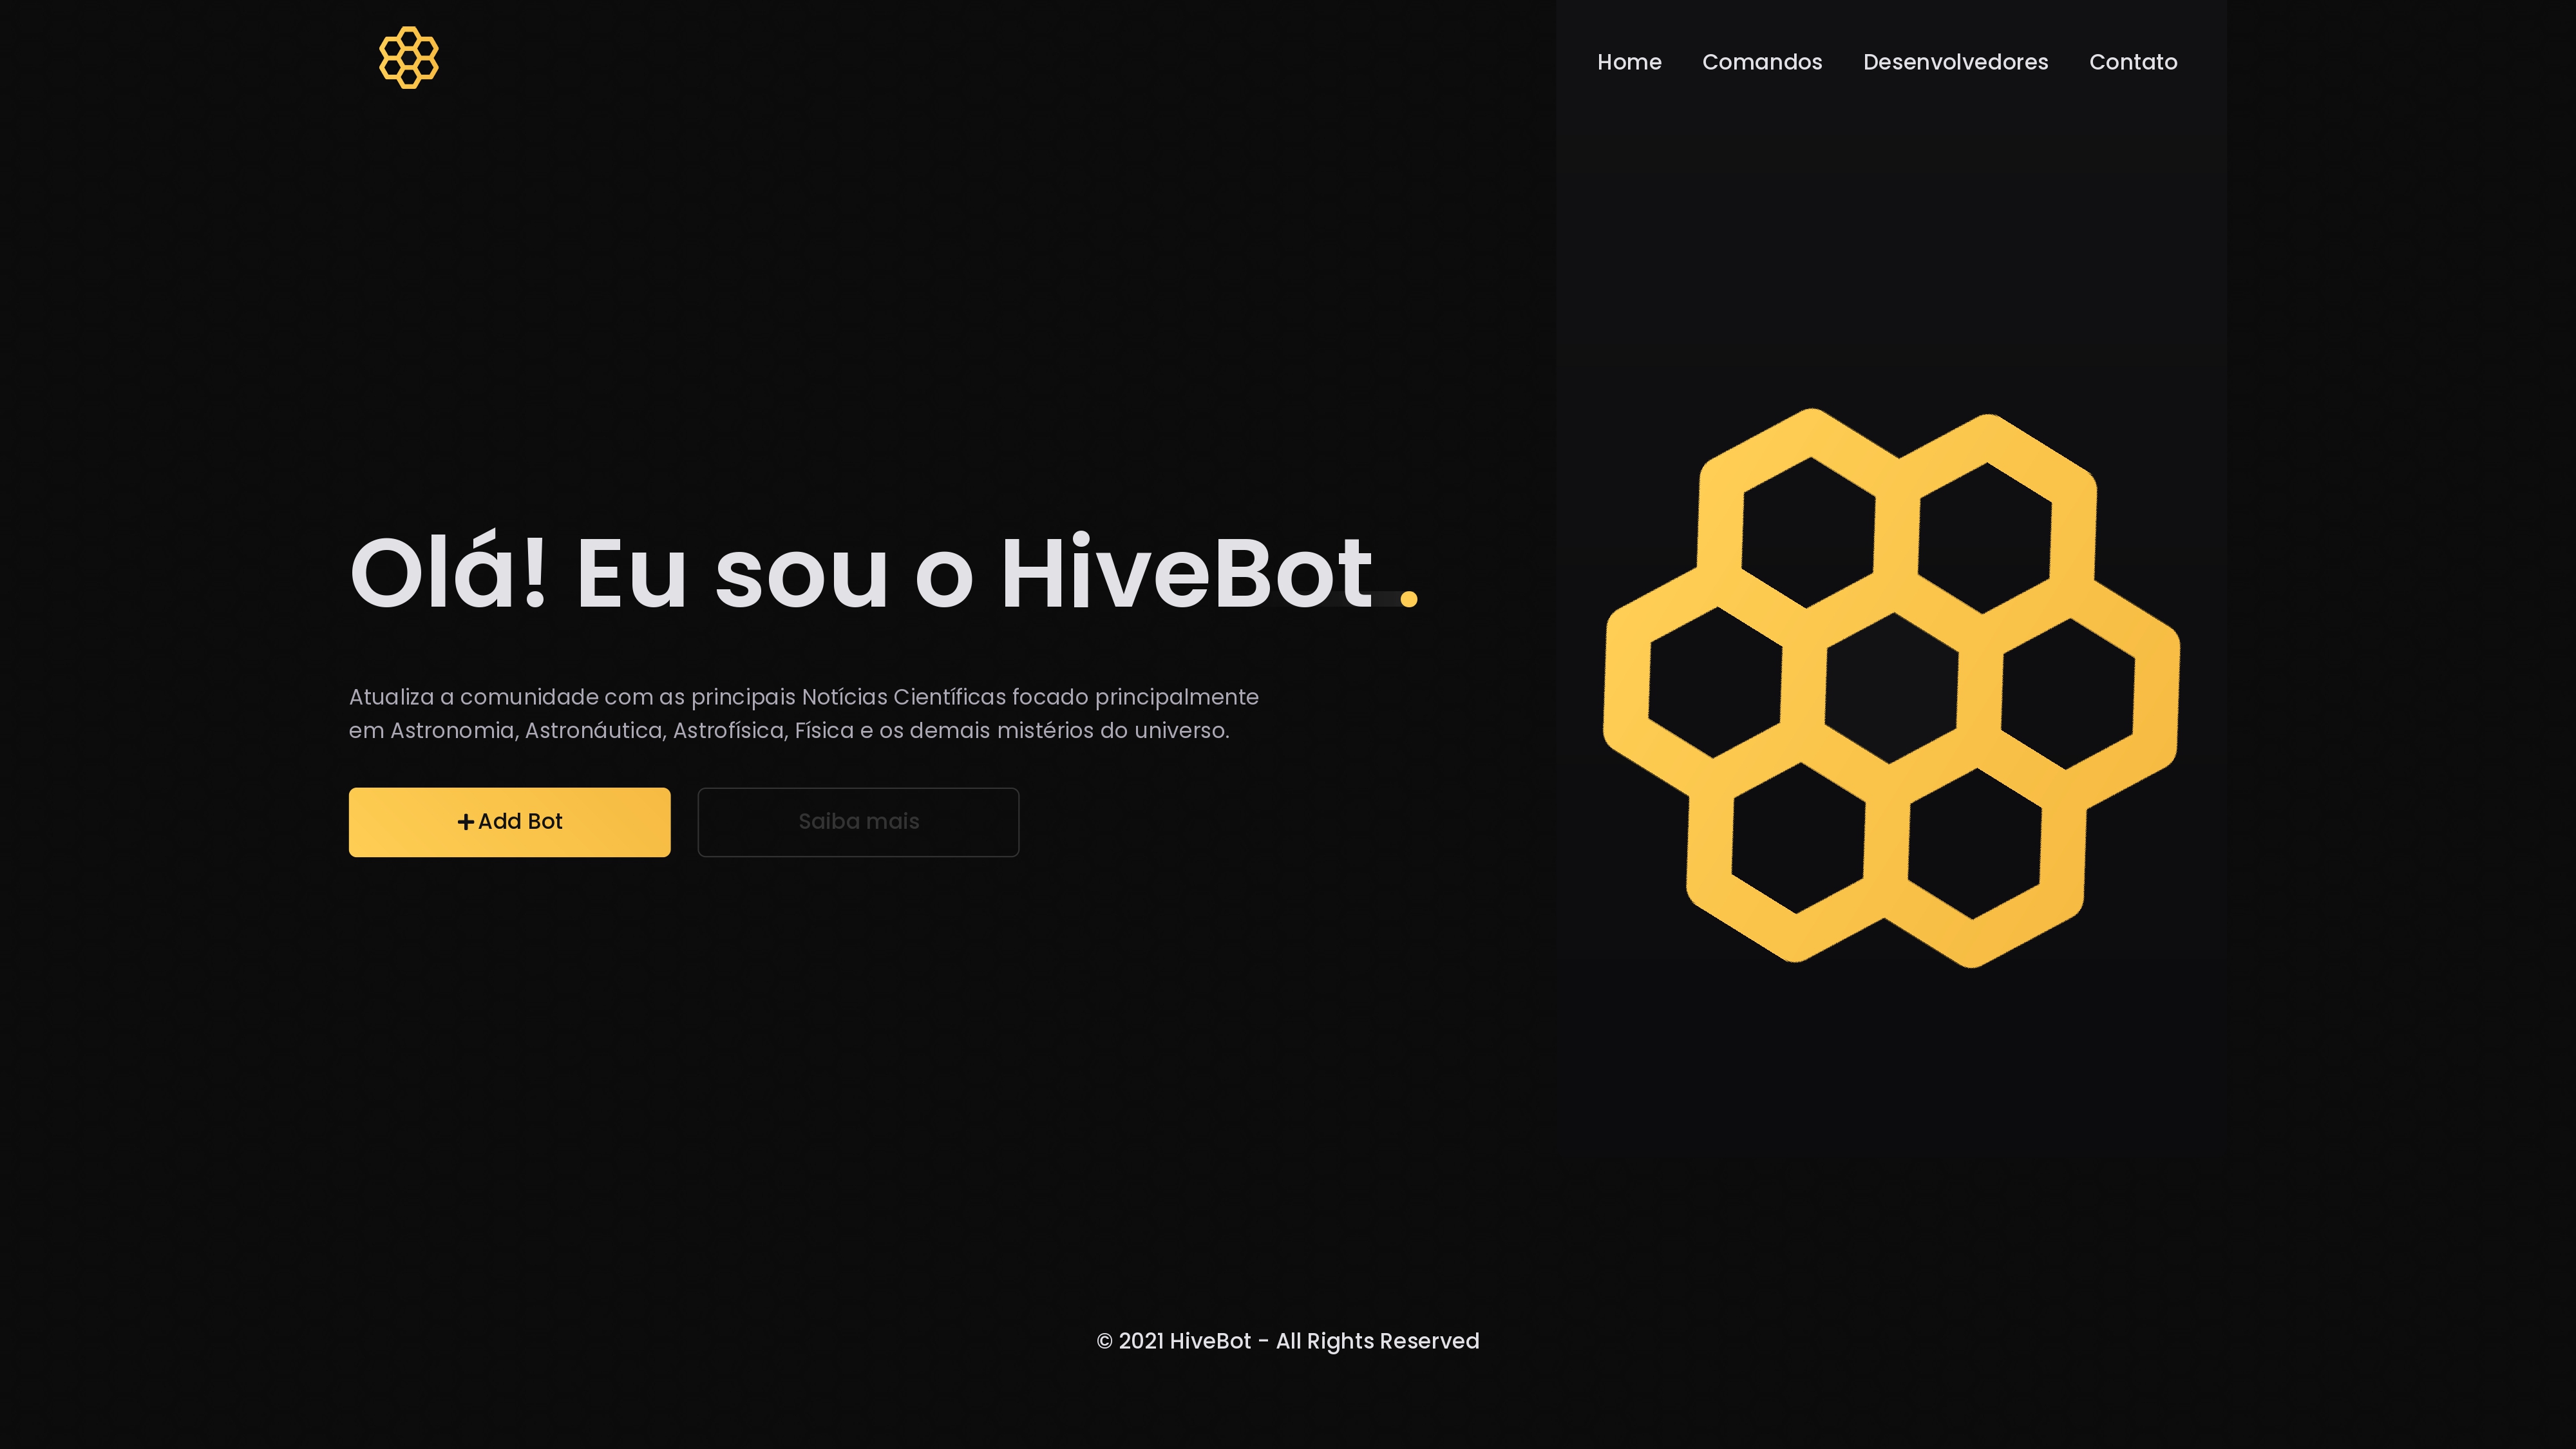 Home Comandos Desenvolvedores Contato
Olá! Eu sou o HiveBot.
Atualiza a comunidade com as principais Notícias Científicas focado principalmente
em Astronomia, Astronáutica, Astrofísica, Física e os demais mistérios do universo.
+Add Bot Saiba mais
© 2021 HiveBot - All Rights Reserved